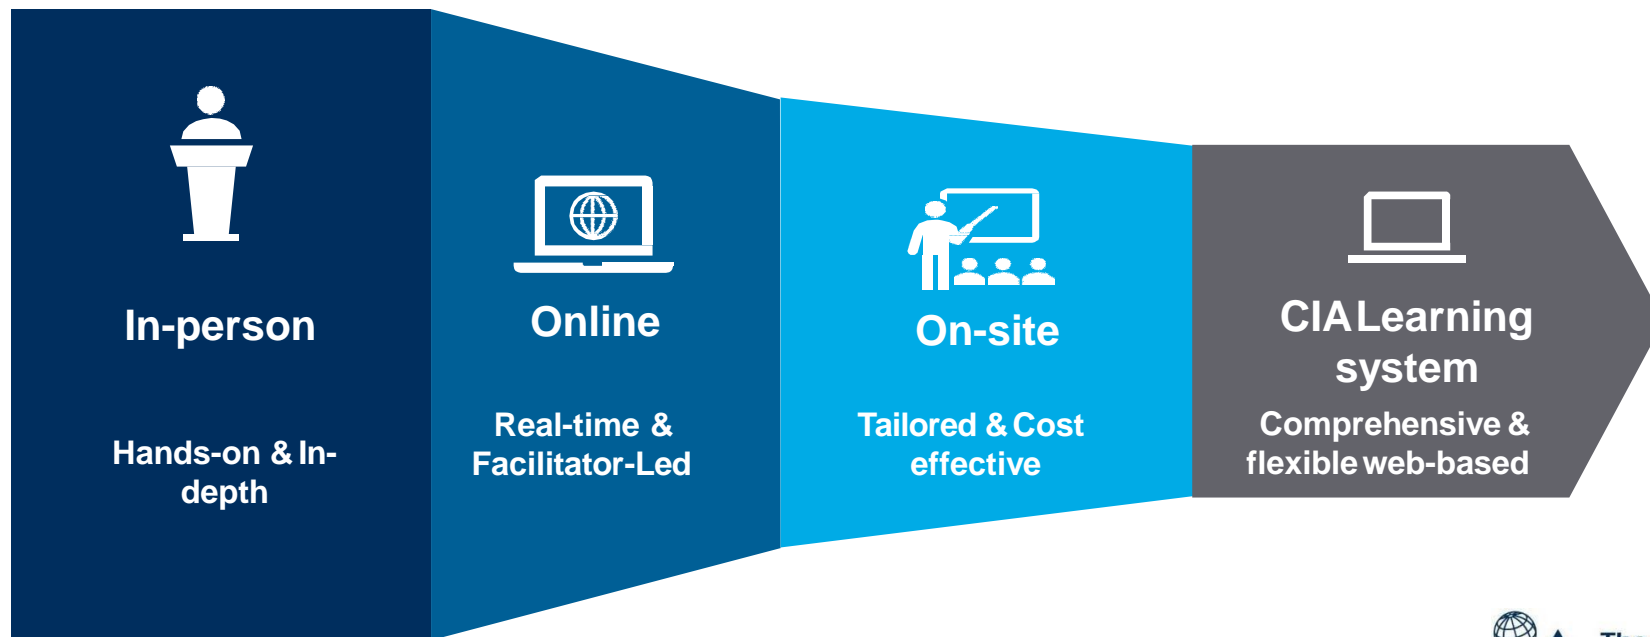 In-person
Hands-on & In-
depth
Online
Real-time &
Facilitator-Led
On-site
Tailored & Cost
effective
CIA Learning
system
Comprehensive &
flexible web-based